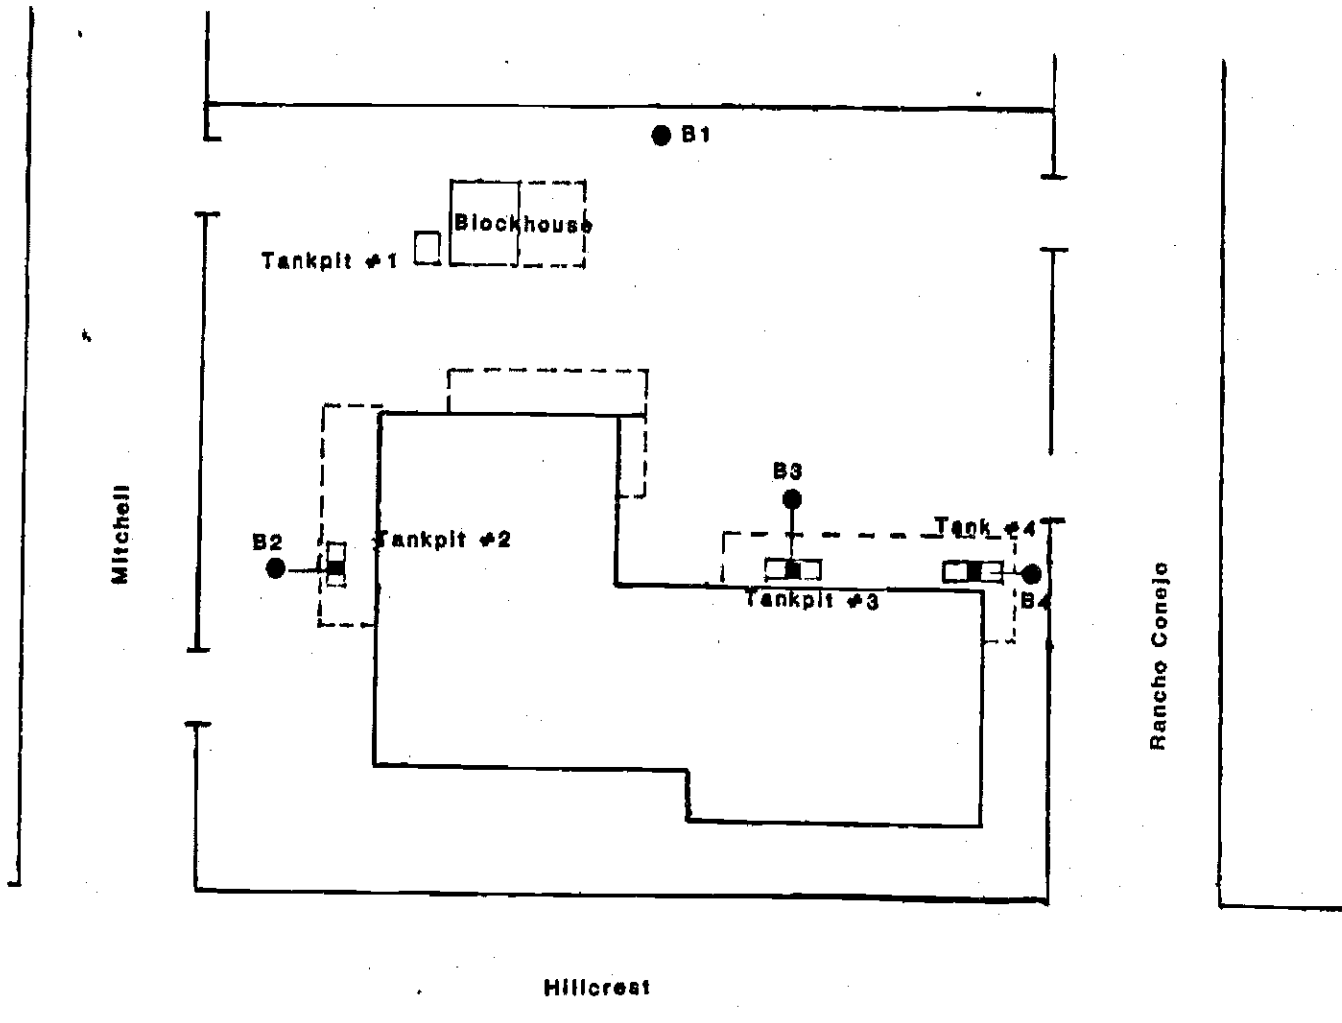 B1
Blockhouse
Tankpit #1
B3
Mitchell
Tankpit #2
Tank #4
B2
Tankpit #3
B4
Rancho Conejo
Hillcrest